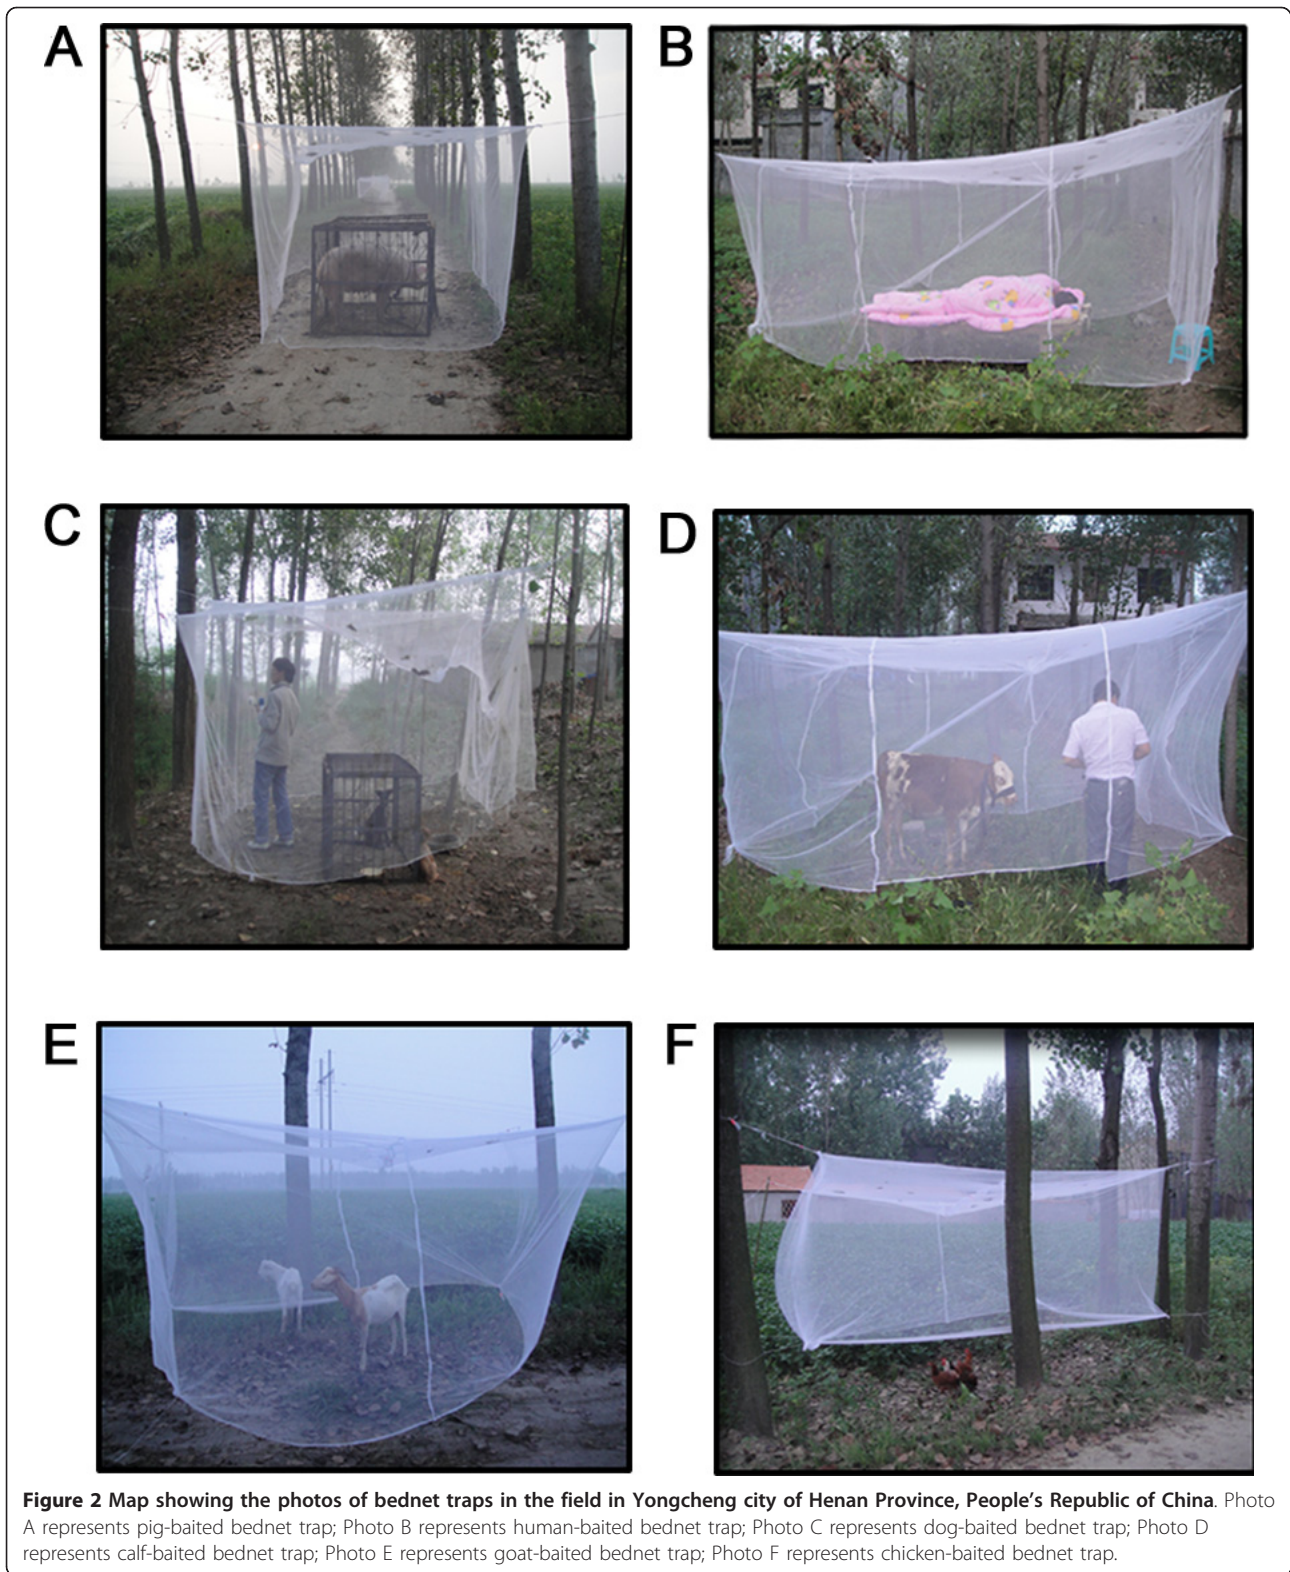 A
B
C
D
E
F
Figure 2 Map showing the photos of bednet traps in the field in Yongcheng city of Henan Province, People's Republic of China. Photo
A represents pig-baited bednet trap; Photo B represents human-baited bednet trap; Photo C represents dog-baited bednet trap; Photo D
represents calf-baited bednet trap; Photo E represents goat-baited bednet trap; Photo F represents chicken-baited bednet trap.